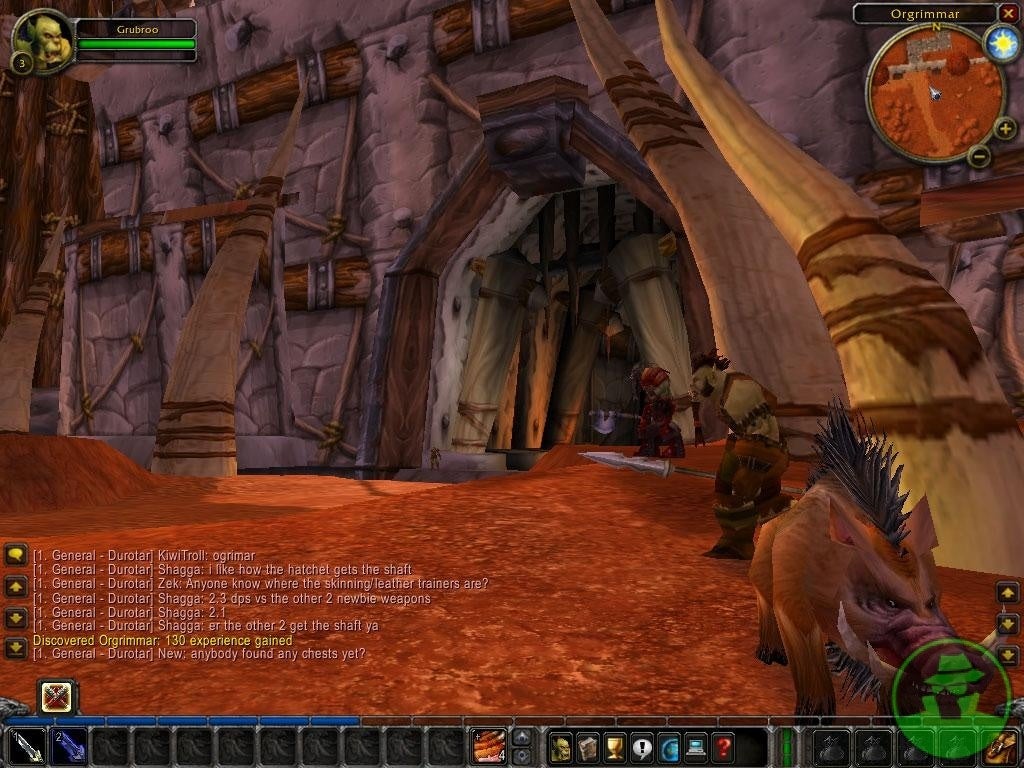 Grubroo
3
Orgrimmar
N
[1. General - Durotar] KiwiTroll: ogrimar
[1. General - Durotar] Shagga: i like how the hatchet gets the shaft
[1. General - Durotar] Zek: Anyone know where the skinning/leather trainers are?
[1. General - Durotar] Shagga: 2.3 dps vs the other 2 newbie weapons
[1. General - Durotar] Shagga: 2.1
[1. General - Durotar] Shagga: er the other 2 get the shaft ya
Discovered Orgrimmar: 130 experience gained
[1. General - Durotar] New: anybody found any chests yet?
1 2 4